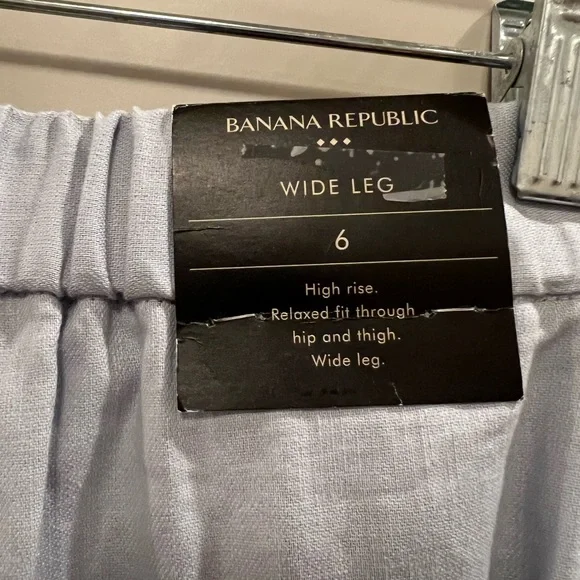 BANANA REPUBLIC
WIDE LEG
6
High rise.
Relaxed fit through
hip and thigh.
Wide leg.